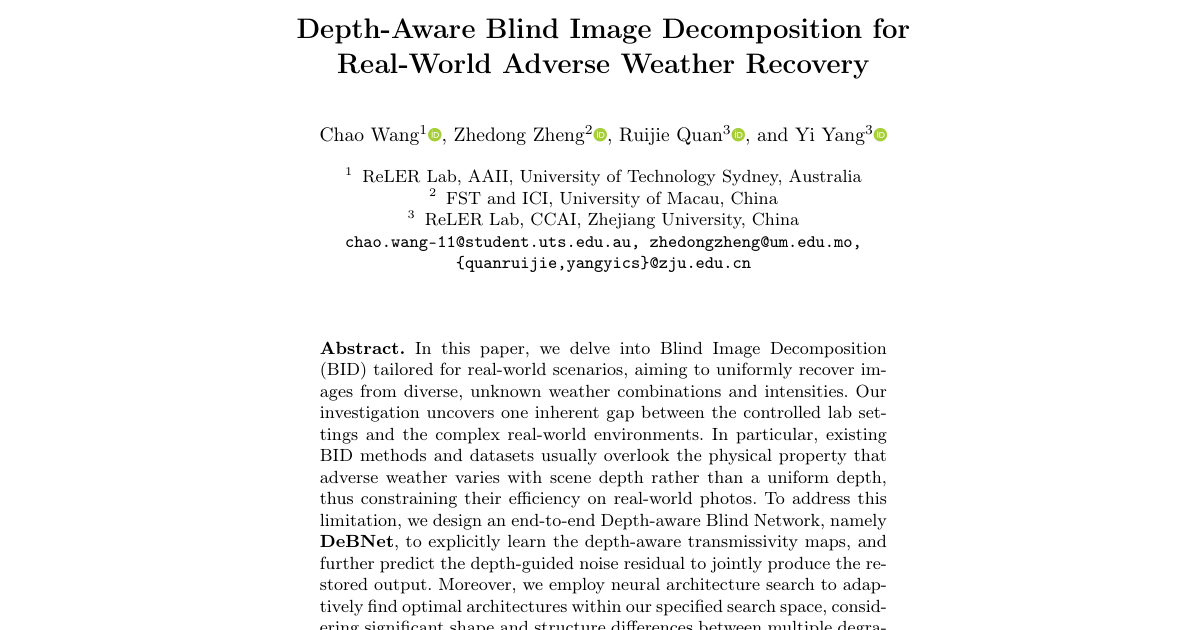 Depth-Aware Blind Image Decomposition for
Real-World Adverse Weather Recovery
Chao Wang1, Zhedong Zheng2, Ruijie Quan3, and Yi Yang3
1 ReLER Lab, AAII, University of Technology Sydney, Australia
2 FST and ICI, University of Macau, China
3 ReLER Lab, CCAI, Zhejiang University, China
chao.wang-11@student.uts.edu.au, zhedongzheng@um.edu.mo,
{quanruijie,yangyics}@zju.edu.cn
Abstract. In this paper, we delve into Blind Image Decomposition
(BID) tailored for real-world scenarios, aiming to uniformly recover im-
ages from diverse, unknown weather combinations and intensities. Our
investigation uncovers one inherent gap between the controlled lab set-
tings and the complex real-world environments. In particular, existing
BID methods and datasets usually overlook the physical property that
adverse weather varies with scene depth rather than a uniform depth,
thus constraining their efficiency on real-world photos. To address this
limitation, we design an end-to-end Depth-aware Blind Network, namely
DeBNet, to explicitly learn the depth-aware transmissivity maps, and
further predict the depth-guided noise residual to jointly produce the re-
stored output. Moreover, we employ neural architecture search to adap-
tively find optimal architectures within our specified search space, consid-
ering significant shape and structure differences between multiple degra-